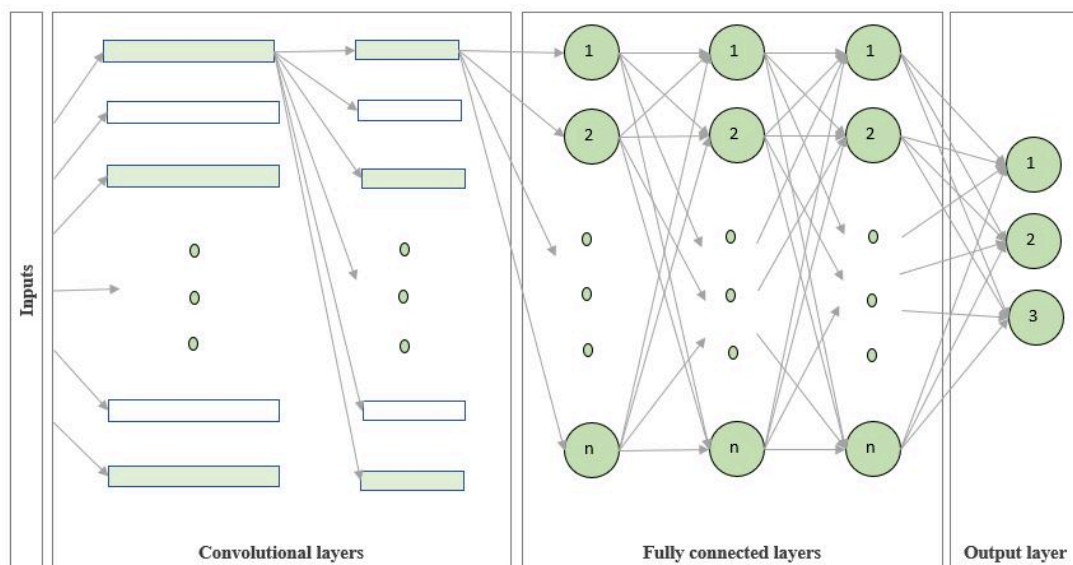 1 1 1
2 2 2
1
2
3
n n n
Inputs
Convolutional layers
Fully connected layers
Output layer